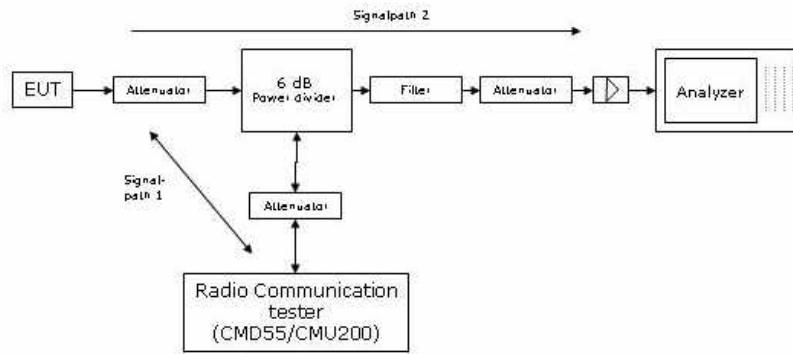 Signalpath 2
EUT
Attenuator
6 dB
Power divider
Filter
Attenuator
Analyzer
Signal-
path 1
Attenuator
Radio Communication
tester
(CMD55/CMU200)